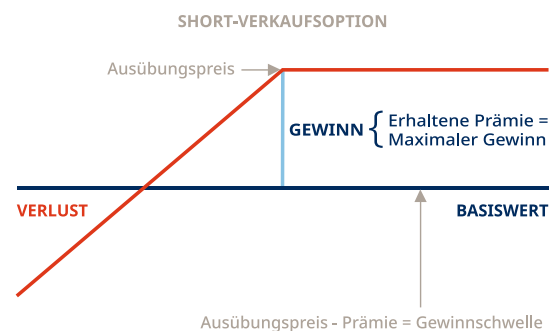 SHORT-VERKAUFSOPTION
Ausübungspreis
GEWINN { Erhaltene Prämie =
Maximaler Gewinn
VERLUST
BASISWERT
Ausübungspreis - Prämie = Gewinnschwelle